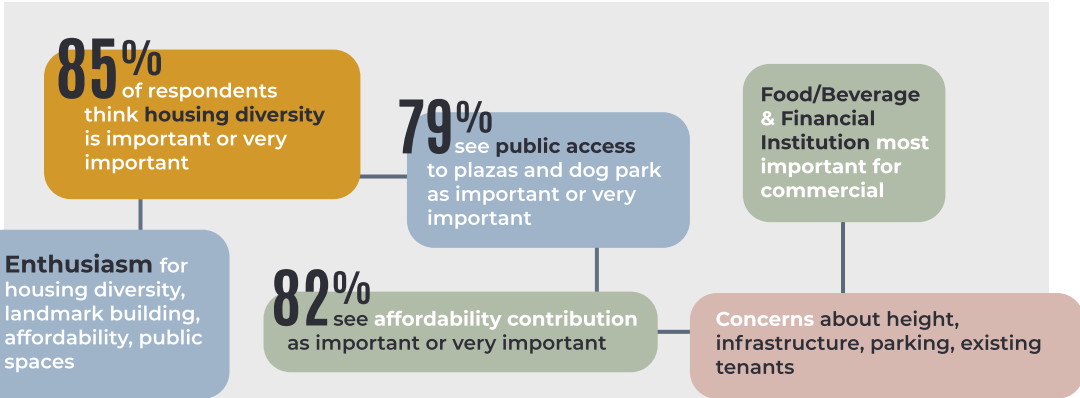 85%
of respondents
think housing diversity
is important or very
important
79%
see public access
to plazas and dog park
as important or very
important
Food/Beverage
& Financial
Institution most
important for
commercial
Enthusiasm for
housing diversity,
landmark building,
affordability, public
spaces
82%
see affordability contribution
as important or very important
Concerns about height,
infrastructure, parking, existing
tenants